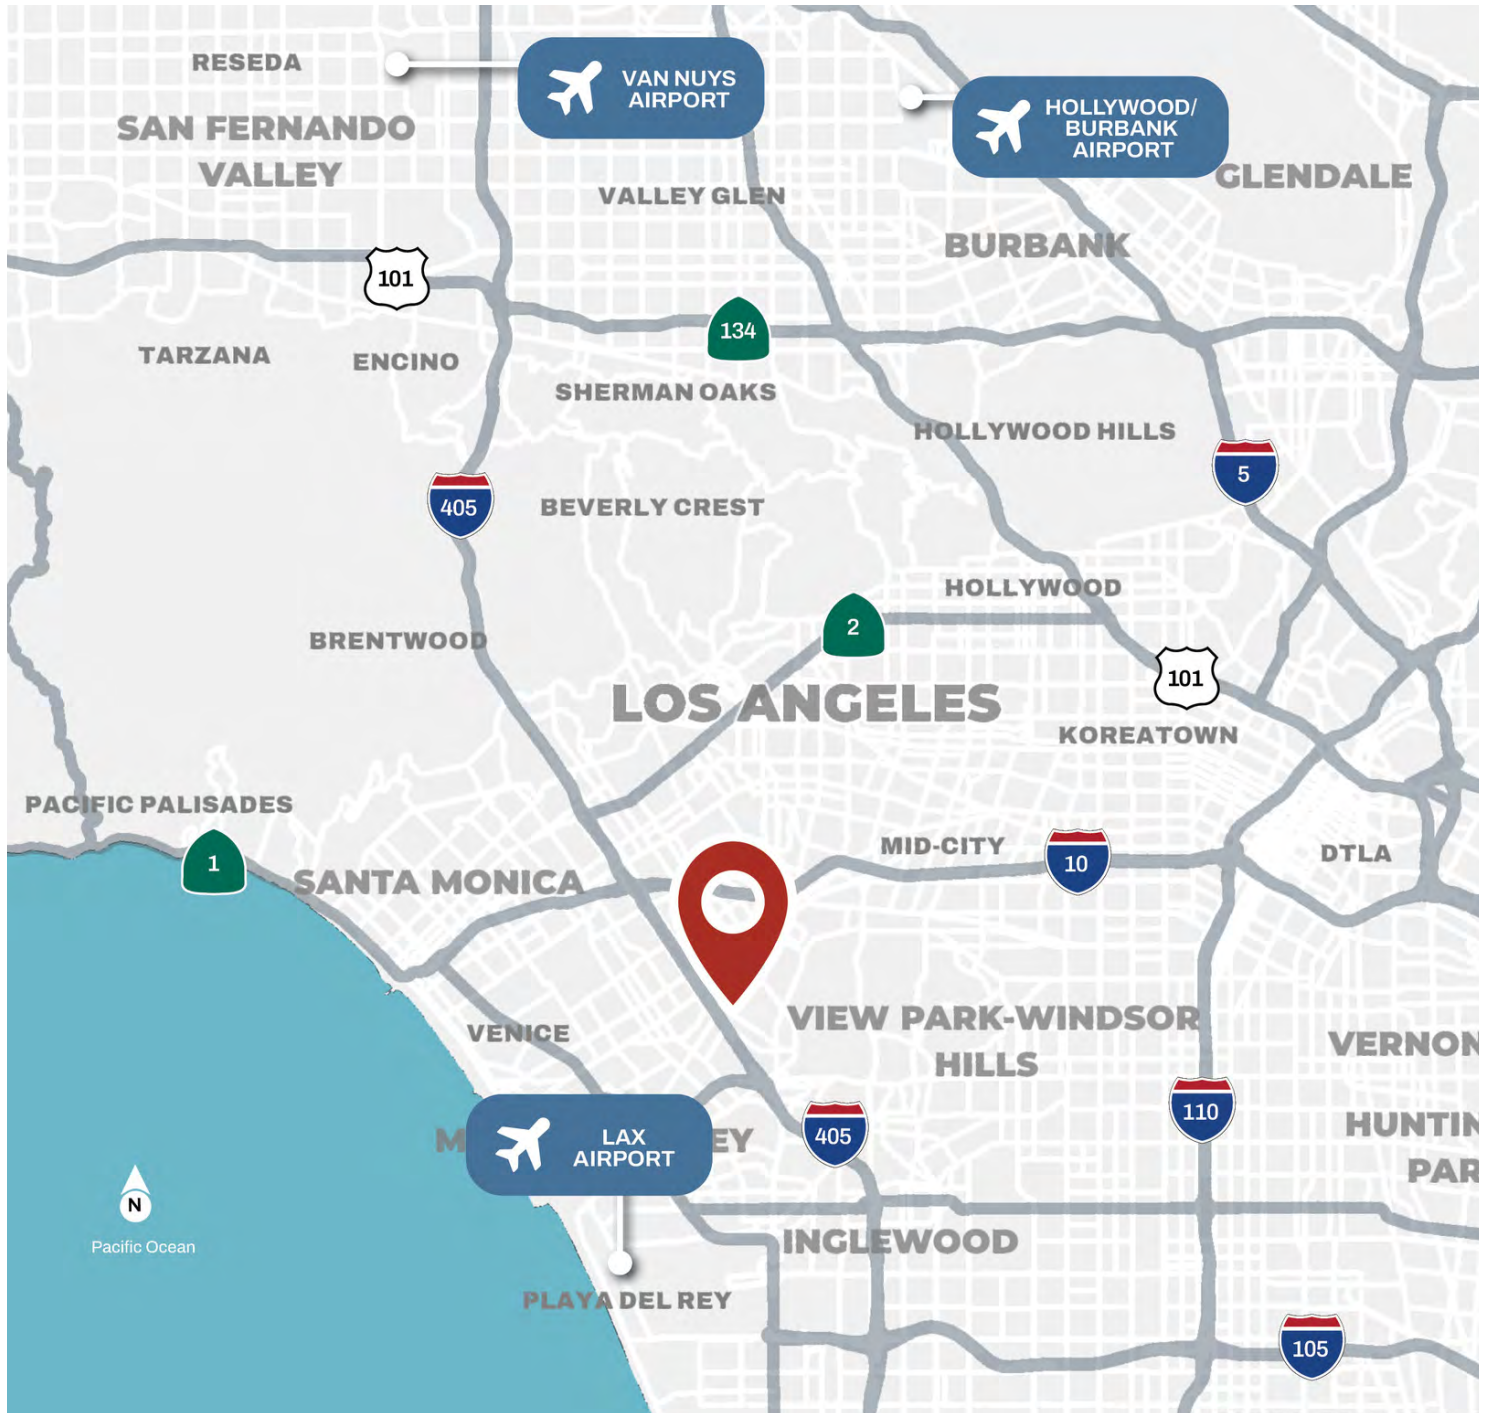 RESEDA
VAN NUYS
AIRPORT
HOLLYWOOD/
BURBANK
AIRPORT
SAN FERNANDO
VALLEY
GLENDALE
VALLEY GLEN
BURBANK
101
134
TARZANA
ENCINO
SHERMAN OAKS
HOLLYWOOD HILLS
5
405
BEVERLY CREST
HOLLYWOOD
2
BRENTWOOD
101
LOS ANGELES
KOREATOWN
PACIFIC PALISADES
1
MID-CITY
10
DTLA
SANTA MONICA
VENICE
VIEW PARK-WINDSOR
HILLS
VERNON
110
HUNTIN
PAR
405
M
EY
LAX
AIRPORT
N
Pacific Ocean
INGLEWOOD
PLAYA DEL REY
105